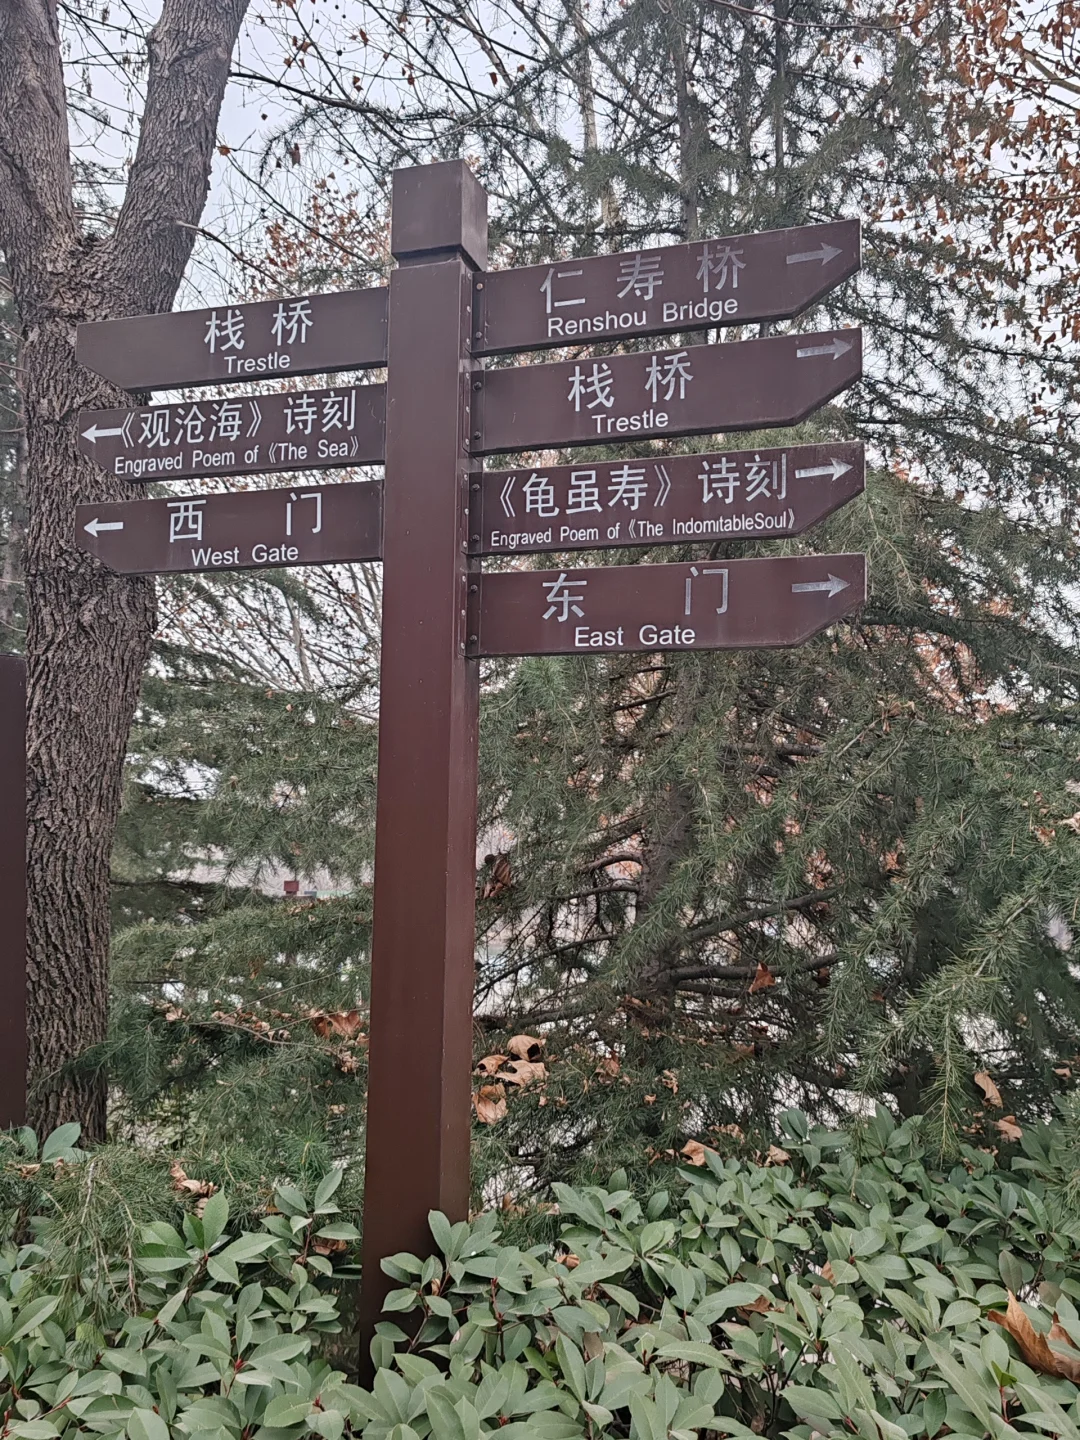 栈桥
Trestle
《观沧海》诗刻
Engraved Poem of《The Sea》
西门
West Gate
仁寿桥
Renshou Bridge
栈桥
Trestle
《龟虽寿》诗刻
Engraved Poem of《The IndomitableSoul》
东门
East Gate